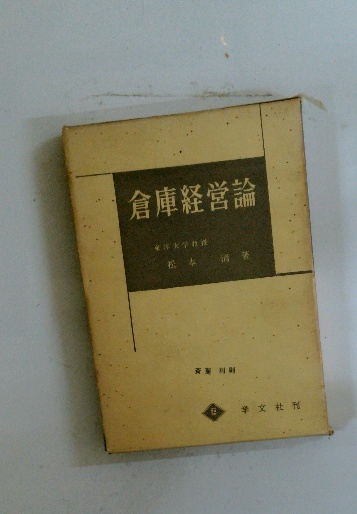 倉庫経営論
東洋大学教授
松本 清 著
学文社刊